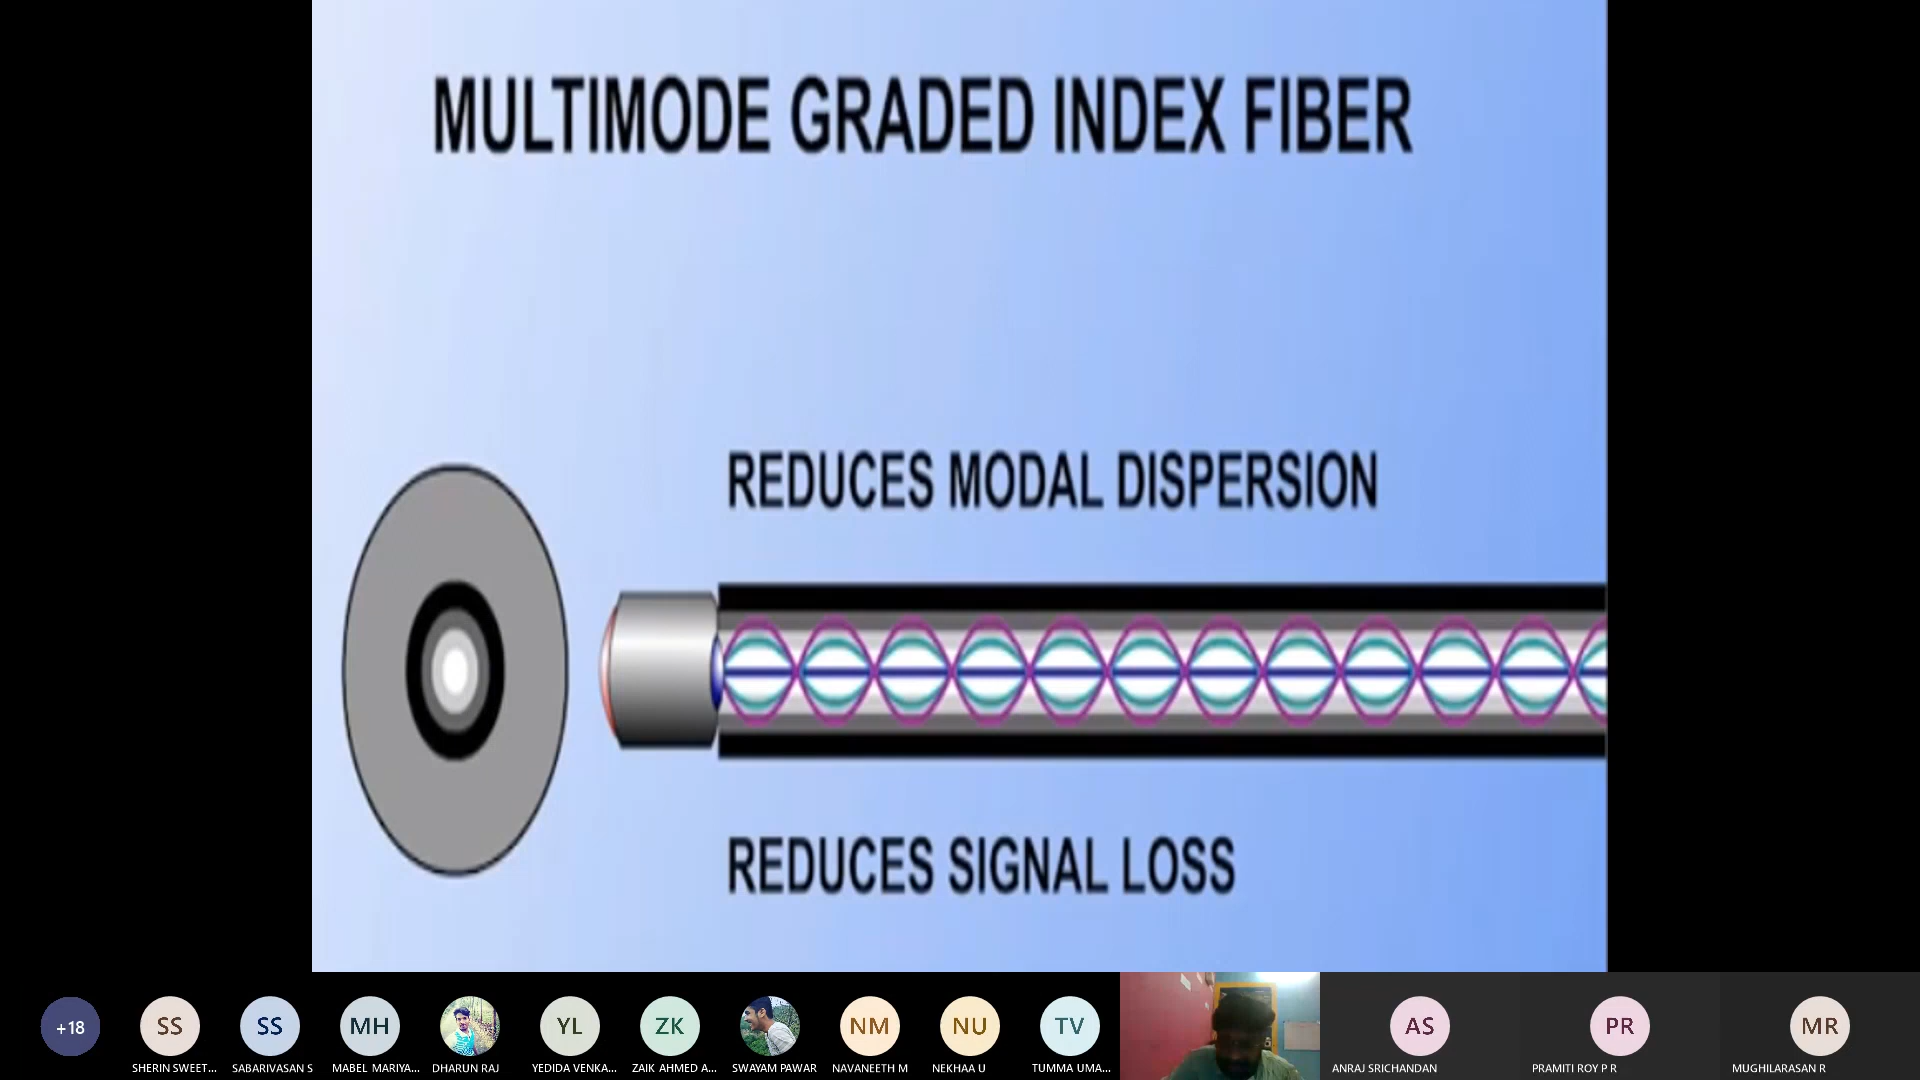 MULTIMODE GRADED INDEX FIBER
REDUCES MODAL DISPERSION
REDUCES SIGNAL LOSS
+18
SS
SS
MH
YL
ZK
NM
NU
TV
AS
PR
MR
SHERIN SWEET...
SABARIVASAN S
MABEL MARIYA...
DHARUN RAJ
YEDIDA VENKA...
ZAIK AHMED A...
SWAYAM PAWAR
NAVANEETH M
NEKHAA U
TUMMA UMA...
ANRAJ SRICHANDAN
PRAMITI ROY P R
MUGHILARASAN R